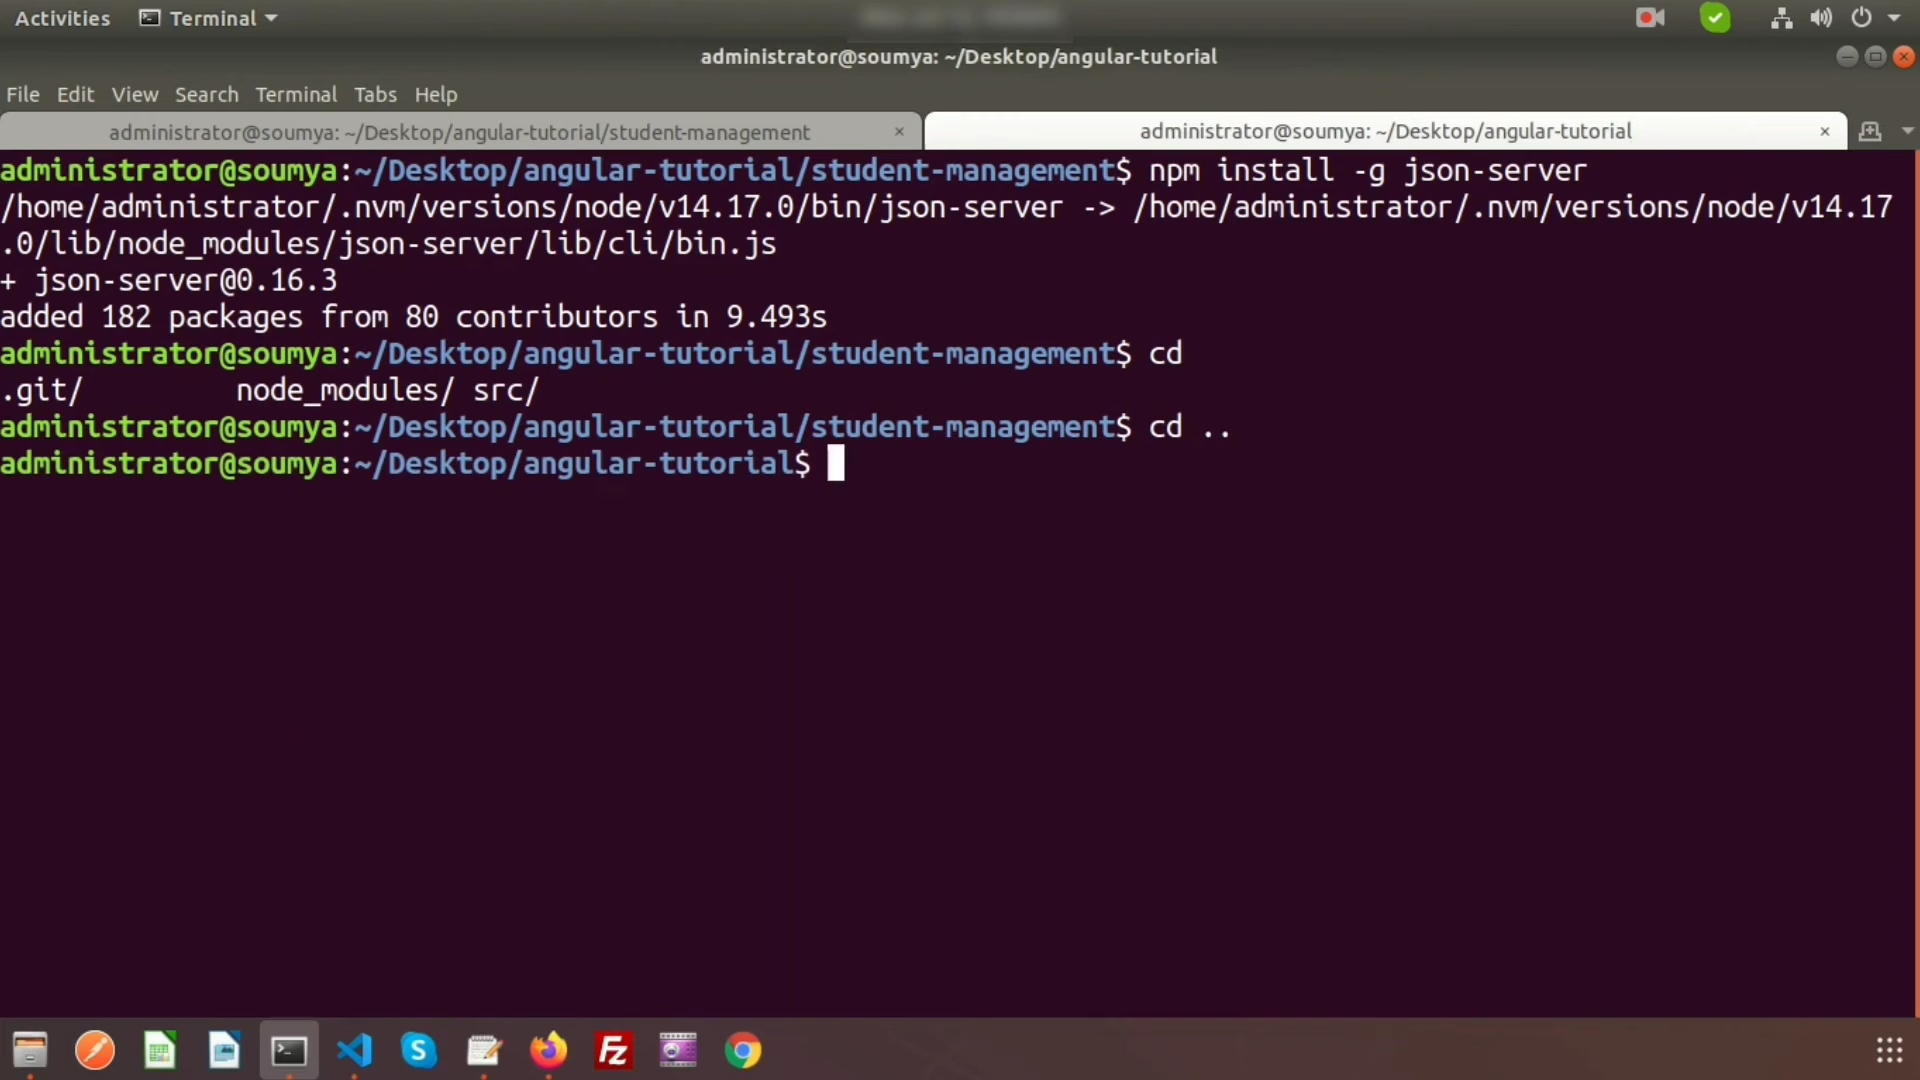 Activities Terminal
administrator@soumya: ~/Desktop/angular-tutorial
File Edit View Search Terminal Tabs Help
administrator@soumya: ~/Desktop/angular-tutorial/student-management × administrator@soumya: ~/Desktop/angular-tutorial ×
administrator@soumya:~/Desktop/angular-tutorial/student-management$ npm install -g json-server
/home/administrator/.nvm/versions/node/v14.17.0/bin/json-server -> /home/administrator/.nvm/versions/node/v14.17
.0/lib/node_modules/json-server/lib/cli/bin.js
+ json-server@0.16.3
added 182 packages from 80 contributors in 9.493s
administrator@soumya:~/Desktop/angular-tutorial/student-management$ cd
.git/ node_modules/ src/
administrator@soumya:~/Desktop/angular-tutorial/student-management$ cd ..
administrator@soumya:~/Desktop/angular-tutorial$